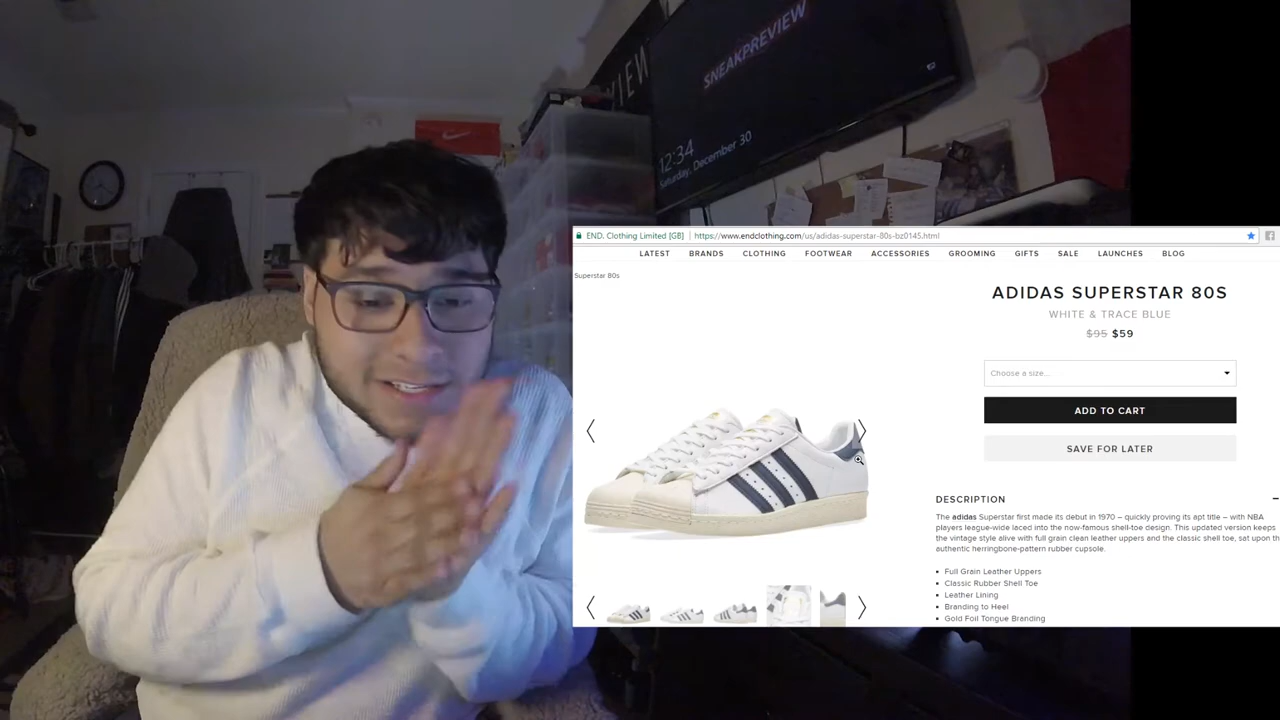 VIEW
SNEAKPREVIEW
12:34
Saturday, December 30
END. Clothing Limited [GB] https://www.endclothing.com/us/adidas-superstar-80s-bz0145.html
LATEST BRANDS CLOTHING FOOTWEAR ACCESSORIES GROOMING GIFTS SALE LAUNCHES BLOG
Superstar 80s
ADIDAS SUPERSTAR 80S
WHITE & TRACE BLUE
$95 $59
Choose a size...
ADD TO CART
SAVE FOR LATER
DESCRIPTION
The adidas Superstar first made its debut in 1970 – quickly proving its apt title – with NBA
players league-wide laced into the now-famous shell-toe design. This updated version keeps
the vintage style alive with full grain clean leather uppers and the classic shell toe, sat upon th
authentic herringbone-pattern rubber cupsole.
Full Grain Leather Uppers
Classic Rubber Shell Toe
Leather Lining
Branding to Heel
Gold Foil Tongue Branding